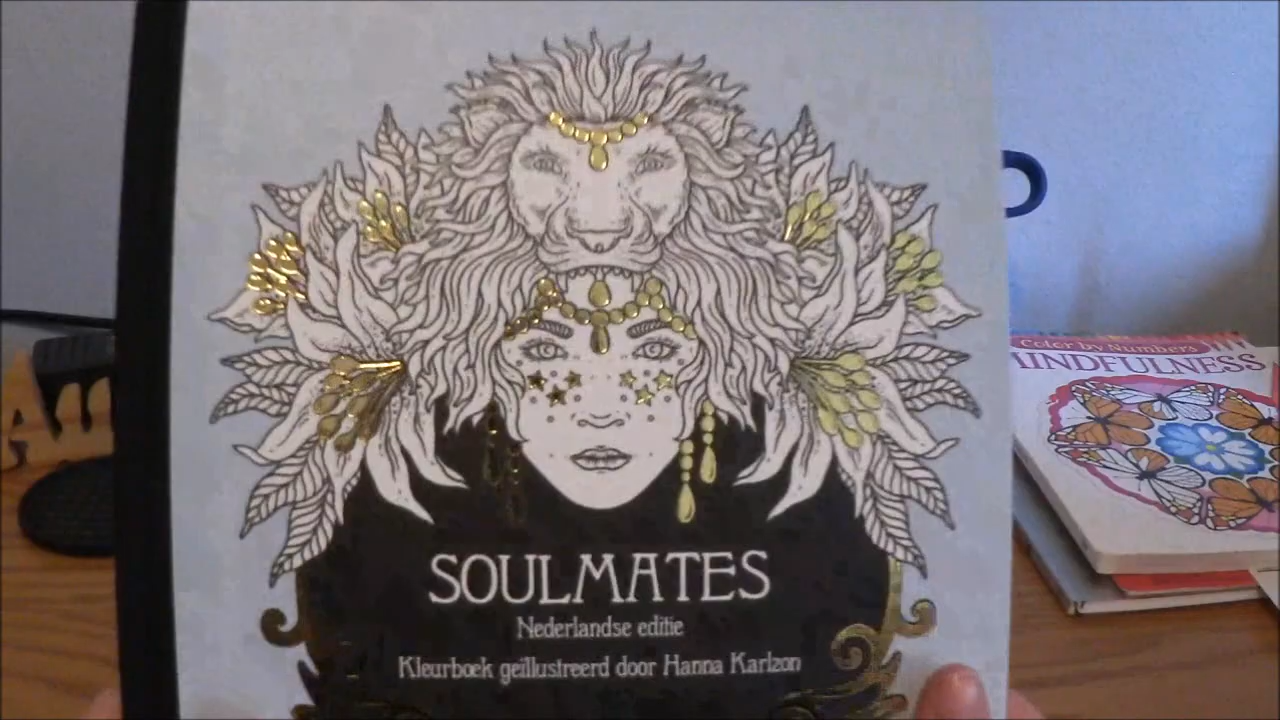 SOULMATES
Nederlandse editie
Kleurboek geïllustreerd door Hanna Karlzon
Color by Numbers
MINDFULNESS